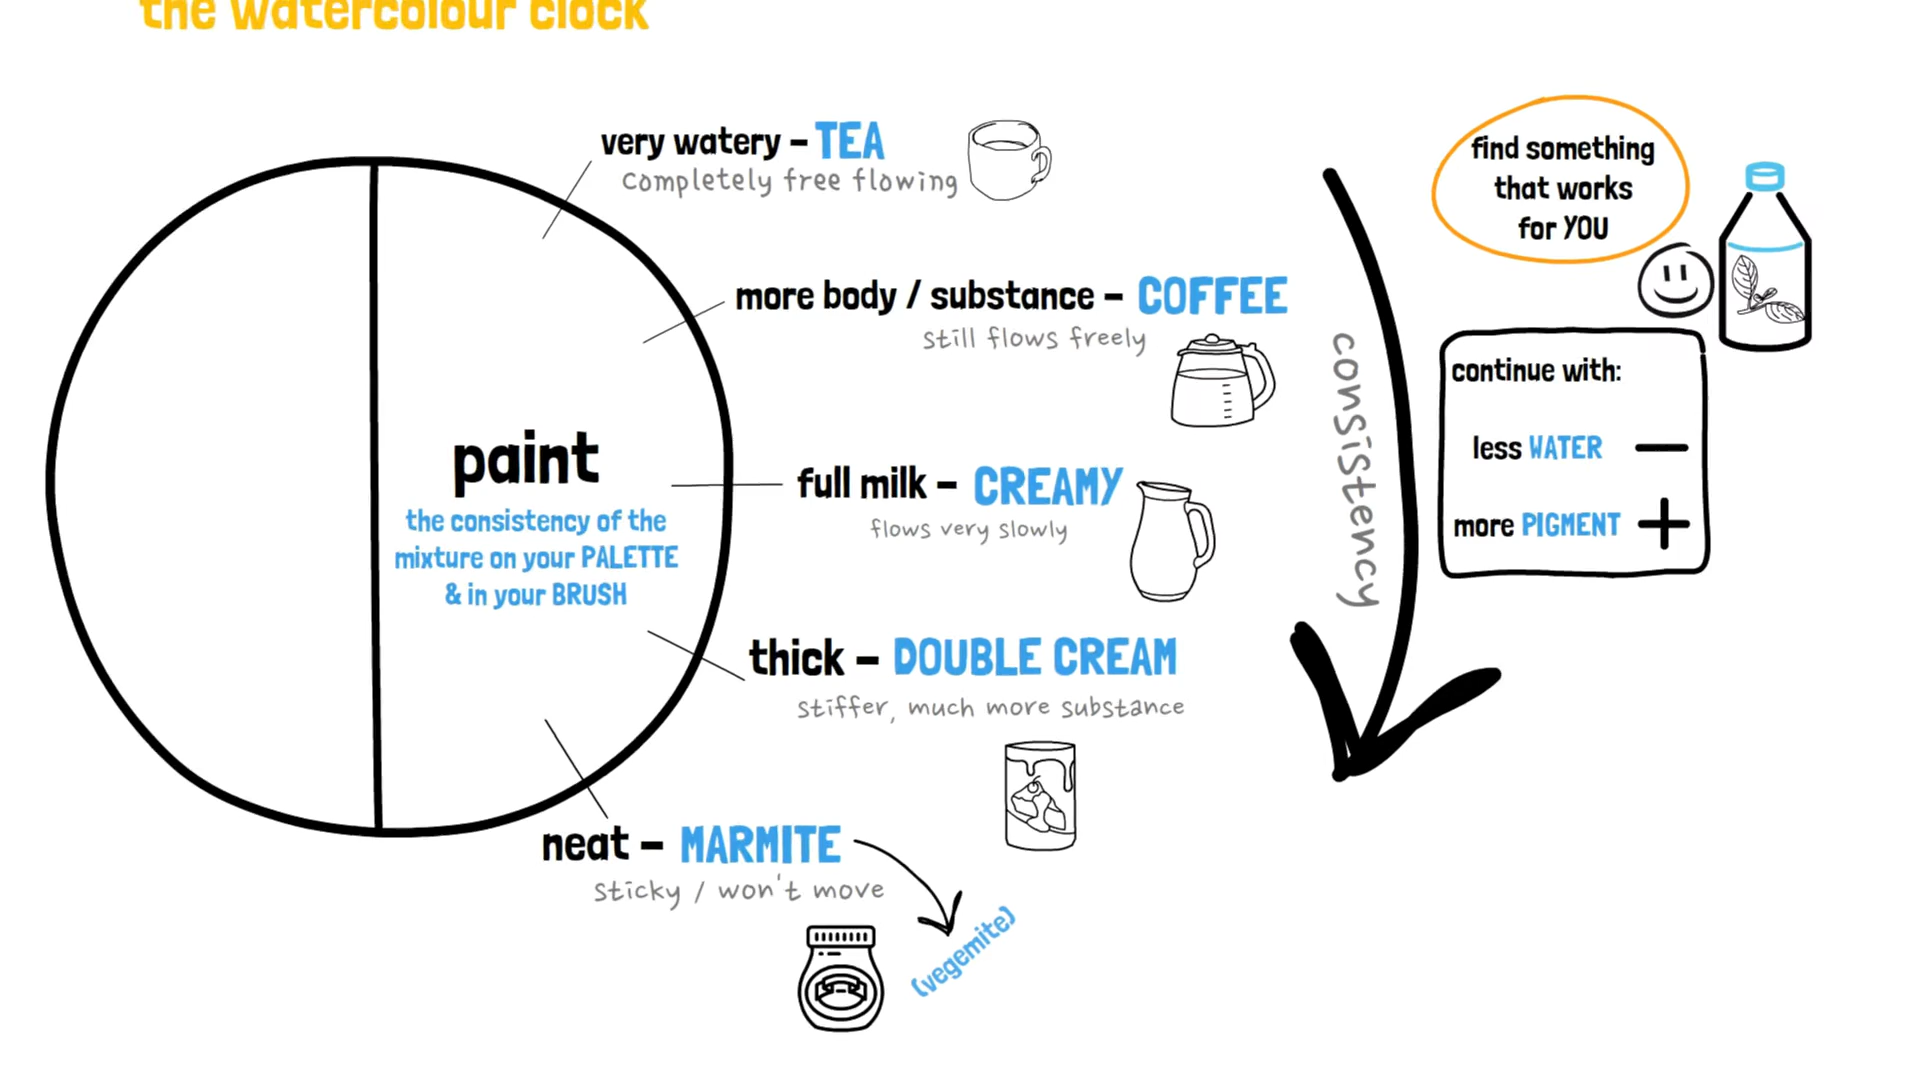 the watercolour clock
very watery – TEA
Completely free flowing
more body / substance – COFFEE
still flows freely
paint
the consistency of the
mixture on your PALETTE
& in your BRUSH
full milk – CREAMY
flows very slowly
thick – DOUBLE CREAM
stiffer, much more substance
neat – MARMITE
Sticky / won't move
(vegemite)
consistency
find something
that works
for YOU
continue with:
less WATER –
more PIGMENT +